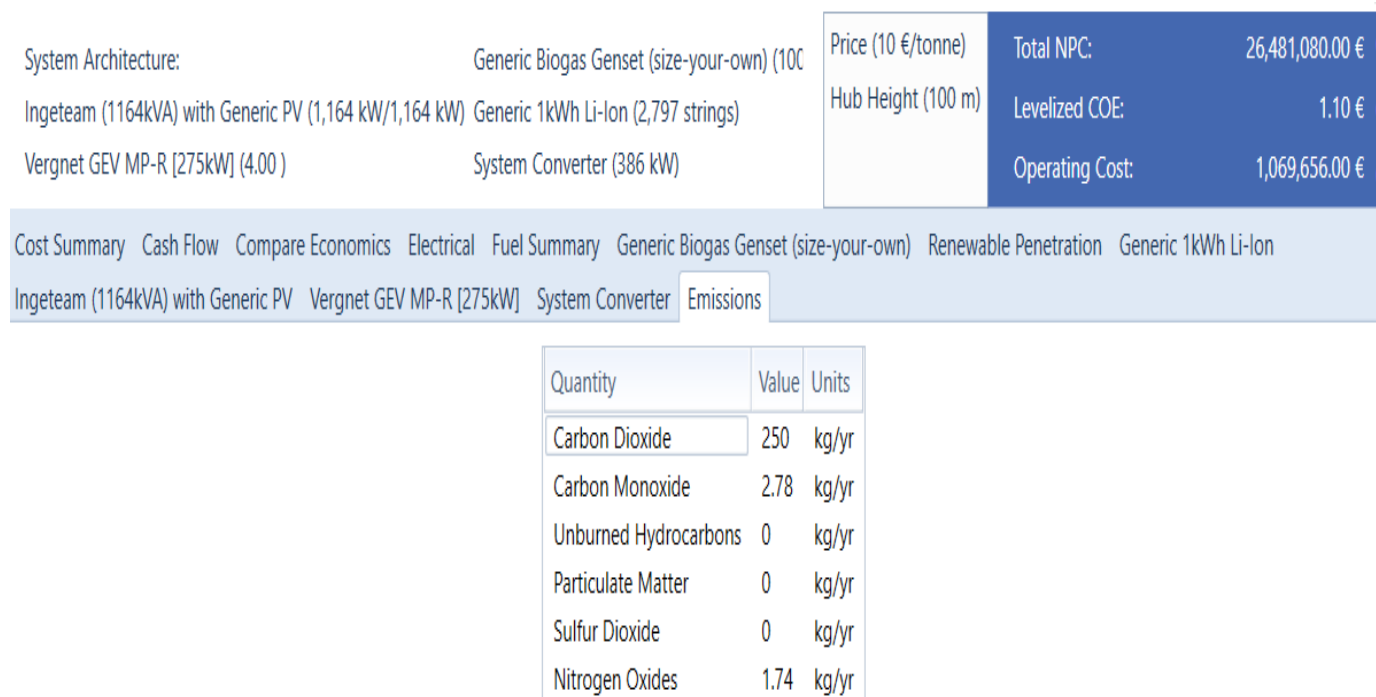 System Architecture:
Ingeteam (1164kVA) with Generic PV (1,164 kW/1,164 kW)
Vergnet GEV MP-R [275kW] (4.00 )
Generic Biogas Genset (size-your-own) (100
Generic 1kWh Li-Ion (2,797 strings)
System Converter (386 kW)
Price (10 €/tonne)
Hub Height (100 m)
Total NPC: 26,481,080.00 €
Levelized COE: 1.10 €
Operating Cost: 1,069,656.00 €
Cost Summary Cash Flow Compare Economics Electrical Fuel Summary Generic Biogas Genset (size-your-own) Renewable Penetration Generic 1kWh Li-Ion
Ingeteam (1164kVA) with Generic PV Vergnet GEV MP-R [275kW] System Converter Emissions
Quantity Value Units
Carbon Dioxide 250 kg/yr
Carbon Monoxide 2.78 kg/yr
Unburned Hydrocarbons 0 kg/yr
Particulate Matter 0 kg/yr
Sulfur Dioxide 0 kg/yr
Nitrogen Oxides 1.74 kg/yr